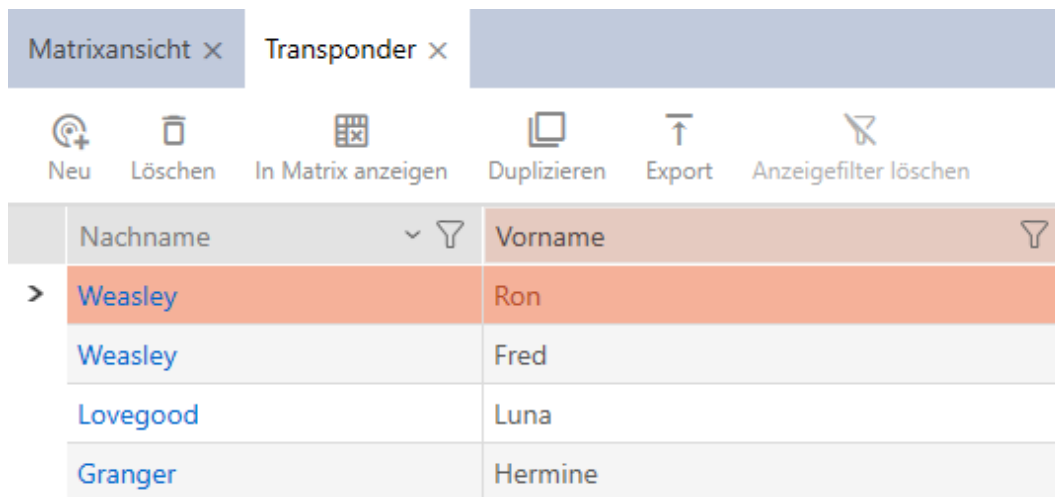 Matrixansicht Transponder
Neu Löschen In Matrix anzeigen Duplizieren Export Anzeigefilter löschen
Nachname Vorname
Weasley Ron
Weasley Fred
Lovegood Luna
Granger Hermine